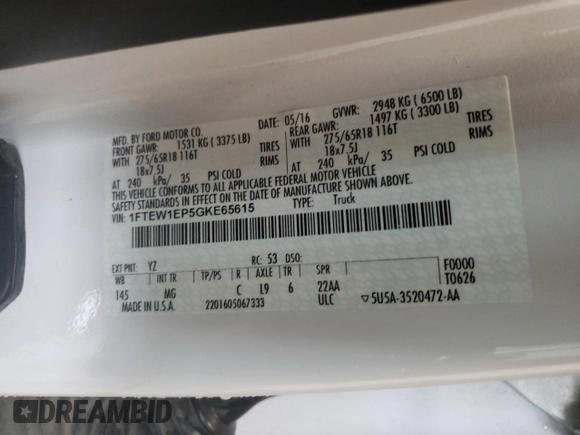 MFD. BY FORD MOTOR CO.
DATE: 05/16 GVWR: 2948 KG ( 6500 LB)
FRONT GAWR: 1531 KG ( 3375 LB) REAR GAWR: 1497 KG ( 3300 LB)
WITH 275/65R18 116T TIRES WITH 275/65R18 116T TIRES
18x7.5J RIMS 18x7.5J RIMS
AT 240 kPa/ 35 PSI COLD AT 240 kPa/ 35 PSI COLD
THIS VEHICLE CONFORMS TO ALL APPLICABLE FEDERAL MOTOR VEHICLE
SAFETY STANDARDS IN EFFECT ON THE DATE OF MANUFACTURE SHOWN ABOVE.
VIN: 1FTEW1EP5GKE65615 TYPE: Truck
EXT PNT: YZ RC: 53 DSO: F0000
WB INT TR TP/PS R AXLE TR SPR T0626
145 MG C L9 6 22AA
MADE IN U.S.A. 2201605067333 ULC ▽5U5A-3520472-AA
DREAMBID